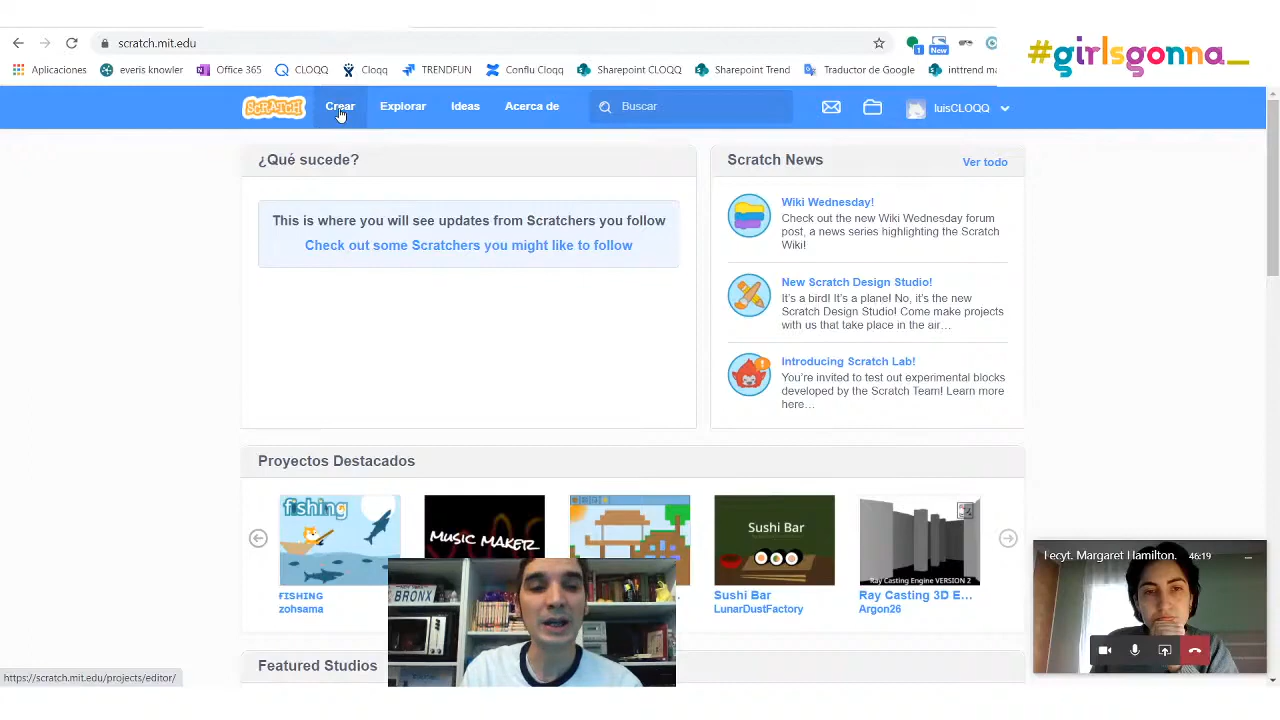 scratch.mit.edu
1
New
#girlsgonna_
Aplicaciones
everis knowler
Office 365
CLOQQ
Cloqq
TRENDFUN
Conflu Cloqq
Sharepoint CLOQQ
Sharepoint Trend
Traductor de Google
inttrend ma
SCRATCH
Crear
Explorar
Ideas
Acerca de
Buscar
luisCLOQQ
¿Qué sucede?
This is where you will see updates from Scratchers you follow
Check out some Scratchers you might like to follow
Scratch News
Ver todo
Wiki Wednesday!
Check out the new Wiki Wednesday forum
post, a news series highlighting the Scratch
Wiki!
New Scratch Design Studio!
It's a bird! It's a plane! No, it's the new
Scratch Design Studio! Come make projects
with us that take place in the air…
Introducing Scratch Lab!
You're invited to test out experimental blocks
developed by the Scratch Team! Learn more
here…
Proyectos Destacados
fishing
MUSIC MAKER
Sushi Bar
Ray Casting Engine VERSION 2
FISHING
zohsama
Sushi Bar
LunarDustFactory
Ray Casting 3D E...
Argon26
BRONX
Featured Studios
Lecyt. Margaret Hamilton.
46:19
https://scratch.mit.edu/projects/editor/